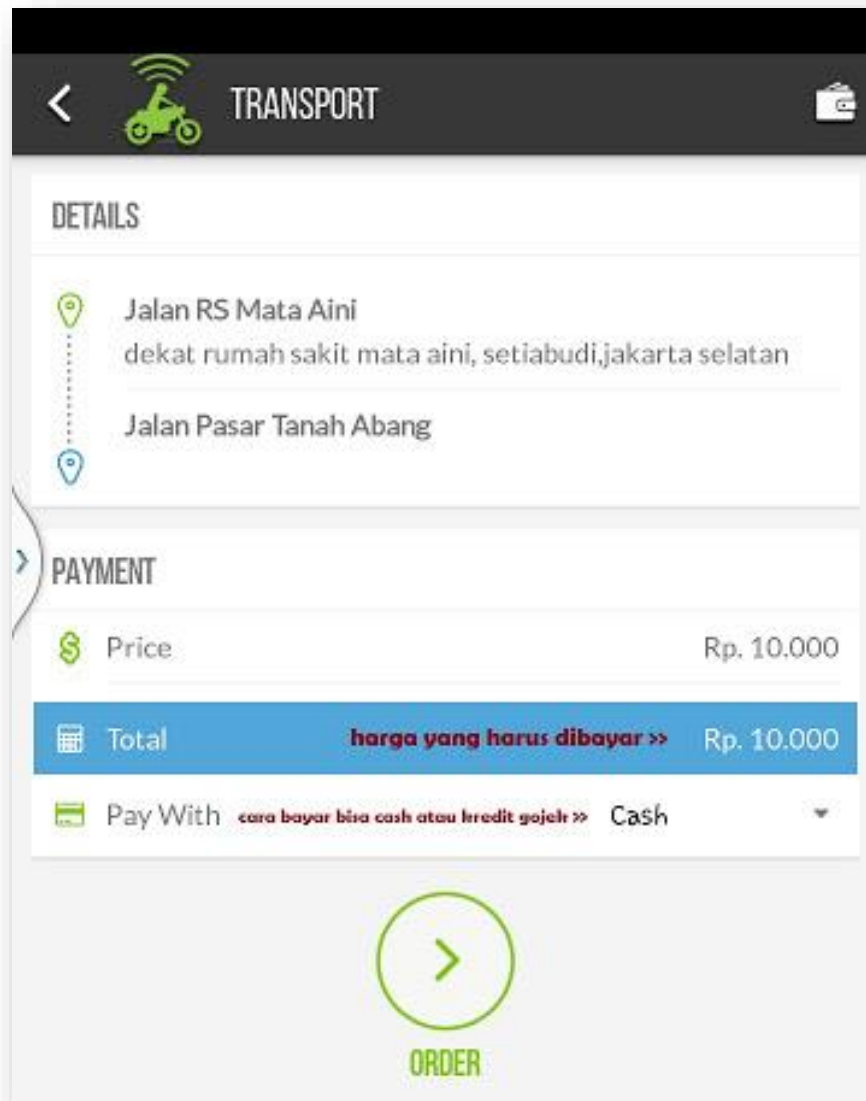 TRANSPORT
DETAILS
Jalan RS Mata Aini
dekat rumah sakit mata aini, setiabudi,jakarta selatan
Jalan Pasar Tanah Abang
PAYMENT
Price Rp. 10.000
Total harga yang harus dibayar >> Rp. 10.000
Pay With cara bayar bisa cash atau kredit gojek >> Cash
ORDER